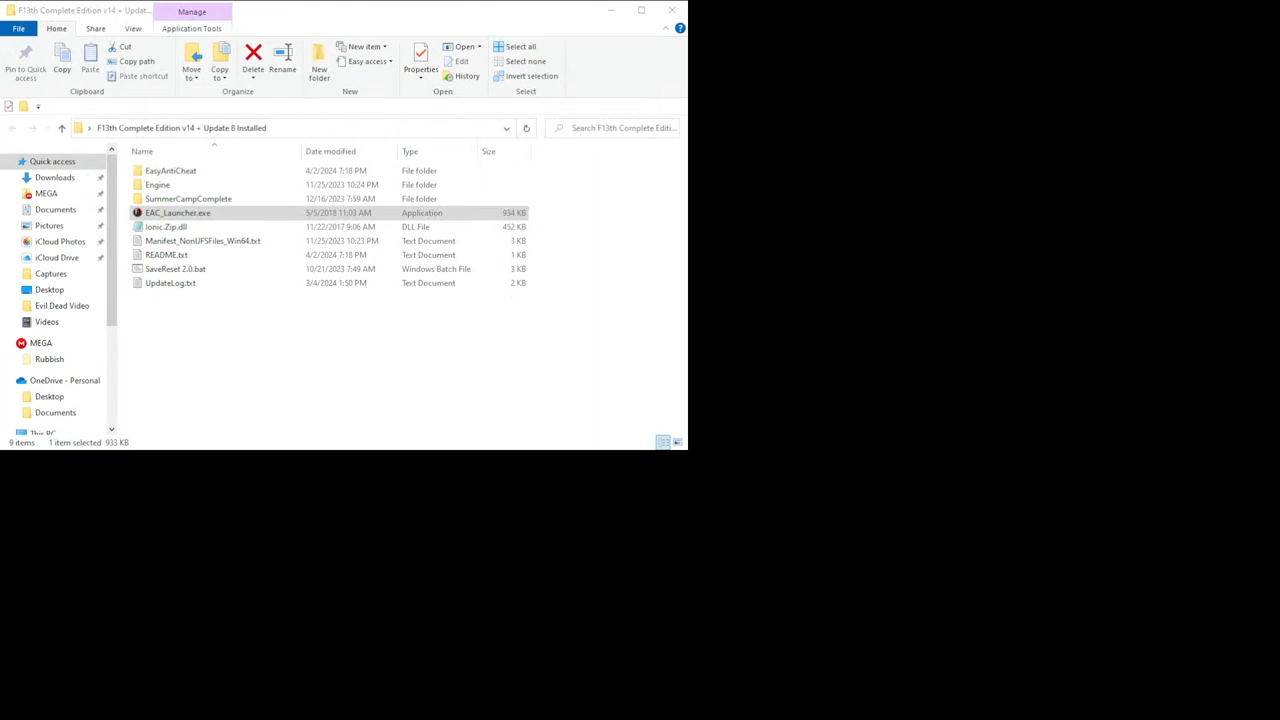 F13th Complete Edition v14 + Updat...
Manage
File
Home
Share
View
Application Tools
Pin to Quick access
Copy
Paste
Cut
Copy path
Paste shortcut
Clipboard
Move to
Copy to
Delete
Rename
Organize
New folder
New item
Easy access
New
Properties
Open
Edit
History
Open
Select all
Select none
Invert selection
Select
F13th Complete Edition v14 + Update 8 Installed
Search F13th Complete Editi...
Name
Date modified
Type
Size
EasyAntiCheat 4/2/2024 7:18 PM File folder
Engine 11/25/2023 10:24 PM File folder
SummerCampComplete 12/16/2023 7:59 AM File folder
EAC_Launcher.exe 5/5/2018 11:03 AM Application 934 KB
Ionic.Zip.dll 11/22/2017 9:06 AM DLL File 452 KB
Manifest_NonUFSFiles_Win64.txt 11/25/2023 10:23 PM Text Document 3 KB
README.txt 4/2/2024 7:18 PM Text Document 1 KB
SaveReset 2.0.bat 10/21/2023 7:49 AM Windows Batch File 3 KB
UpdateLog.txt 3/4/2024 1:50 PM Text Document 2 KB
Quick access
Downloads
MEGA
Documents
Pictures
iCloud Photos
iCloud Drive
Captures
Desktop
Evil Dead Video
Videos
MEGA
Rubbish
OneDrive - Personal
Desktop
Documents
This PC
9 items 1 item selected 933 KB